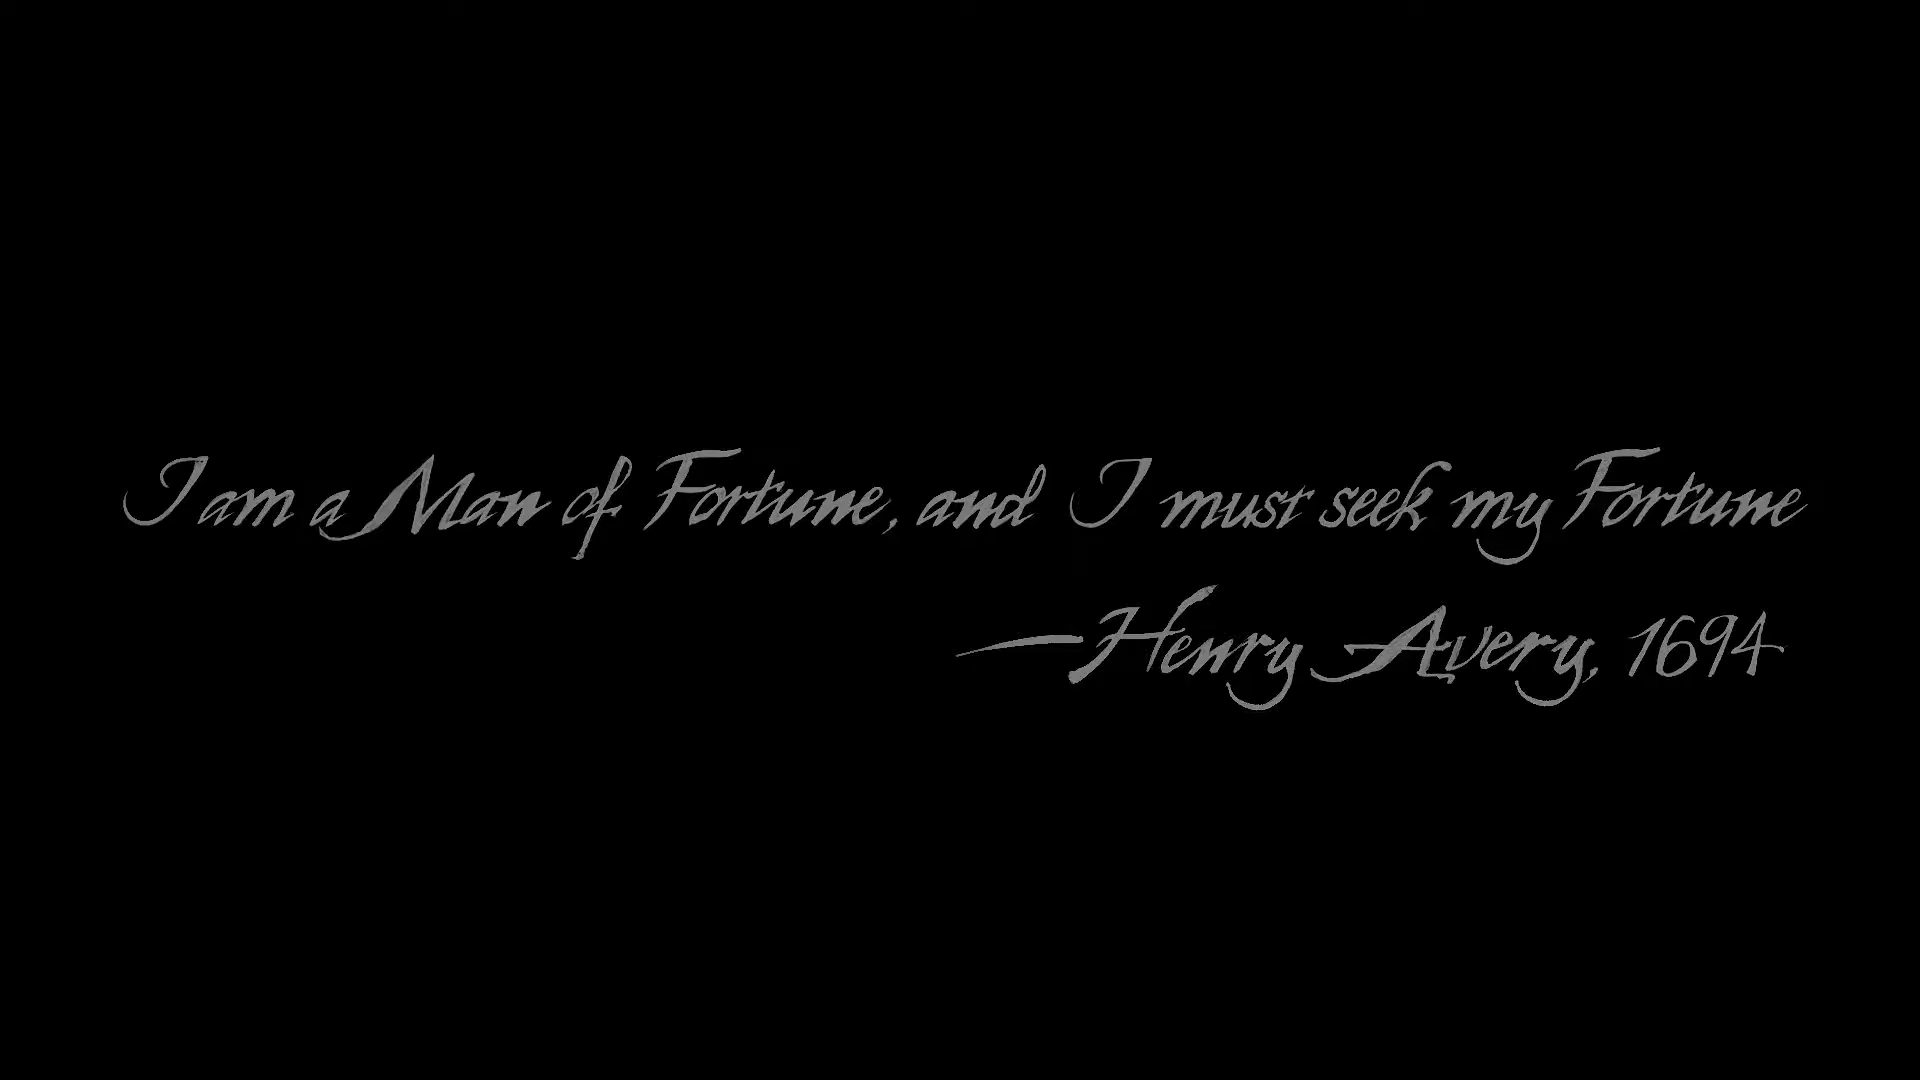 I am a Man of Fortune, and I must seek my Fortune
—Henry Avery, 1694